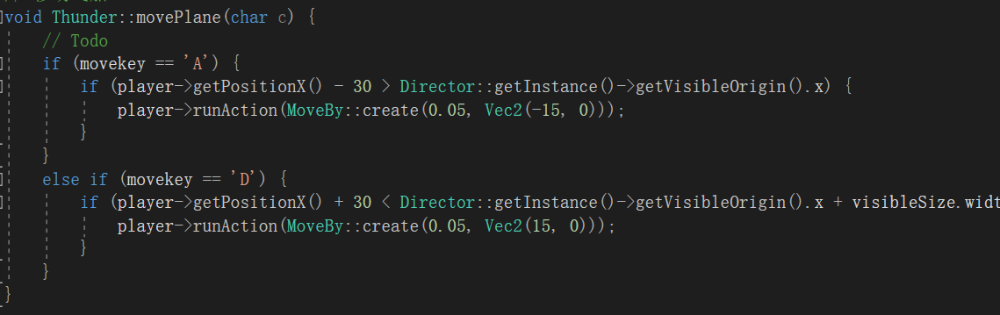 void Thunder::movePlane(char c) {
// Todo
if (movekey == 'A') {
if (player->getPositionX() - 30 > Director::getInstance()->getVisibleOrigin().x) {
player->runAction(MoveBy::create(0.05, Vec2(-15, 0)));
}
}
else if (movekey == 'D') {
if (player->getPositionX() + 30 < Director::getInstance()->getVisibleOrigin().x + visibleSize.widt
player->runAction(MoveBy::create(0.05, Vec2(15, 0)));
}
}
}